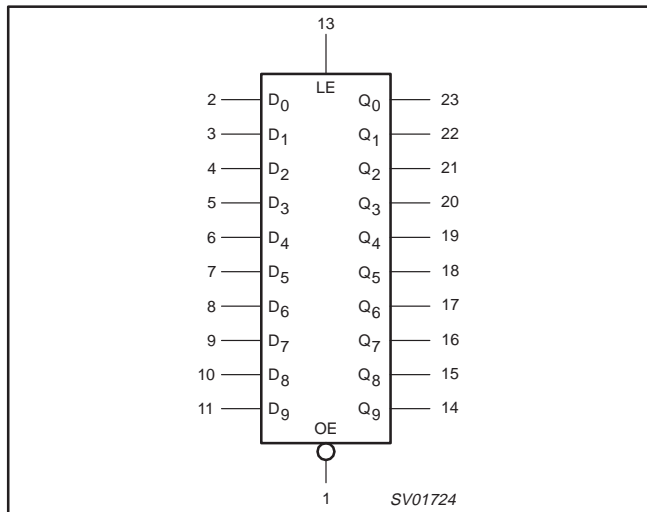 13
LE
2 D0 Q0 23
3 D1 Q1 22
4 D2 Q2 21
5 D3 Q3 20
6 D4 Q4 19
7 D5 Q5 18
8 D6 Q6 17
9 D7 Q7 16
10 D8 Q8 15
11 D9 Q9 14
OE
1 SV01724